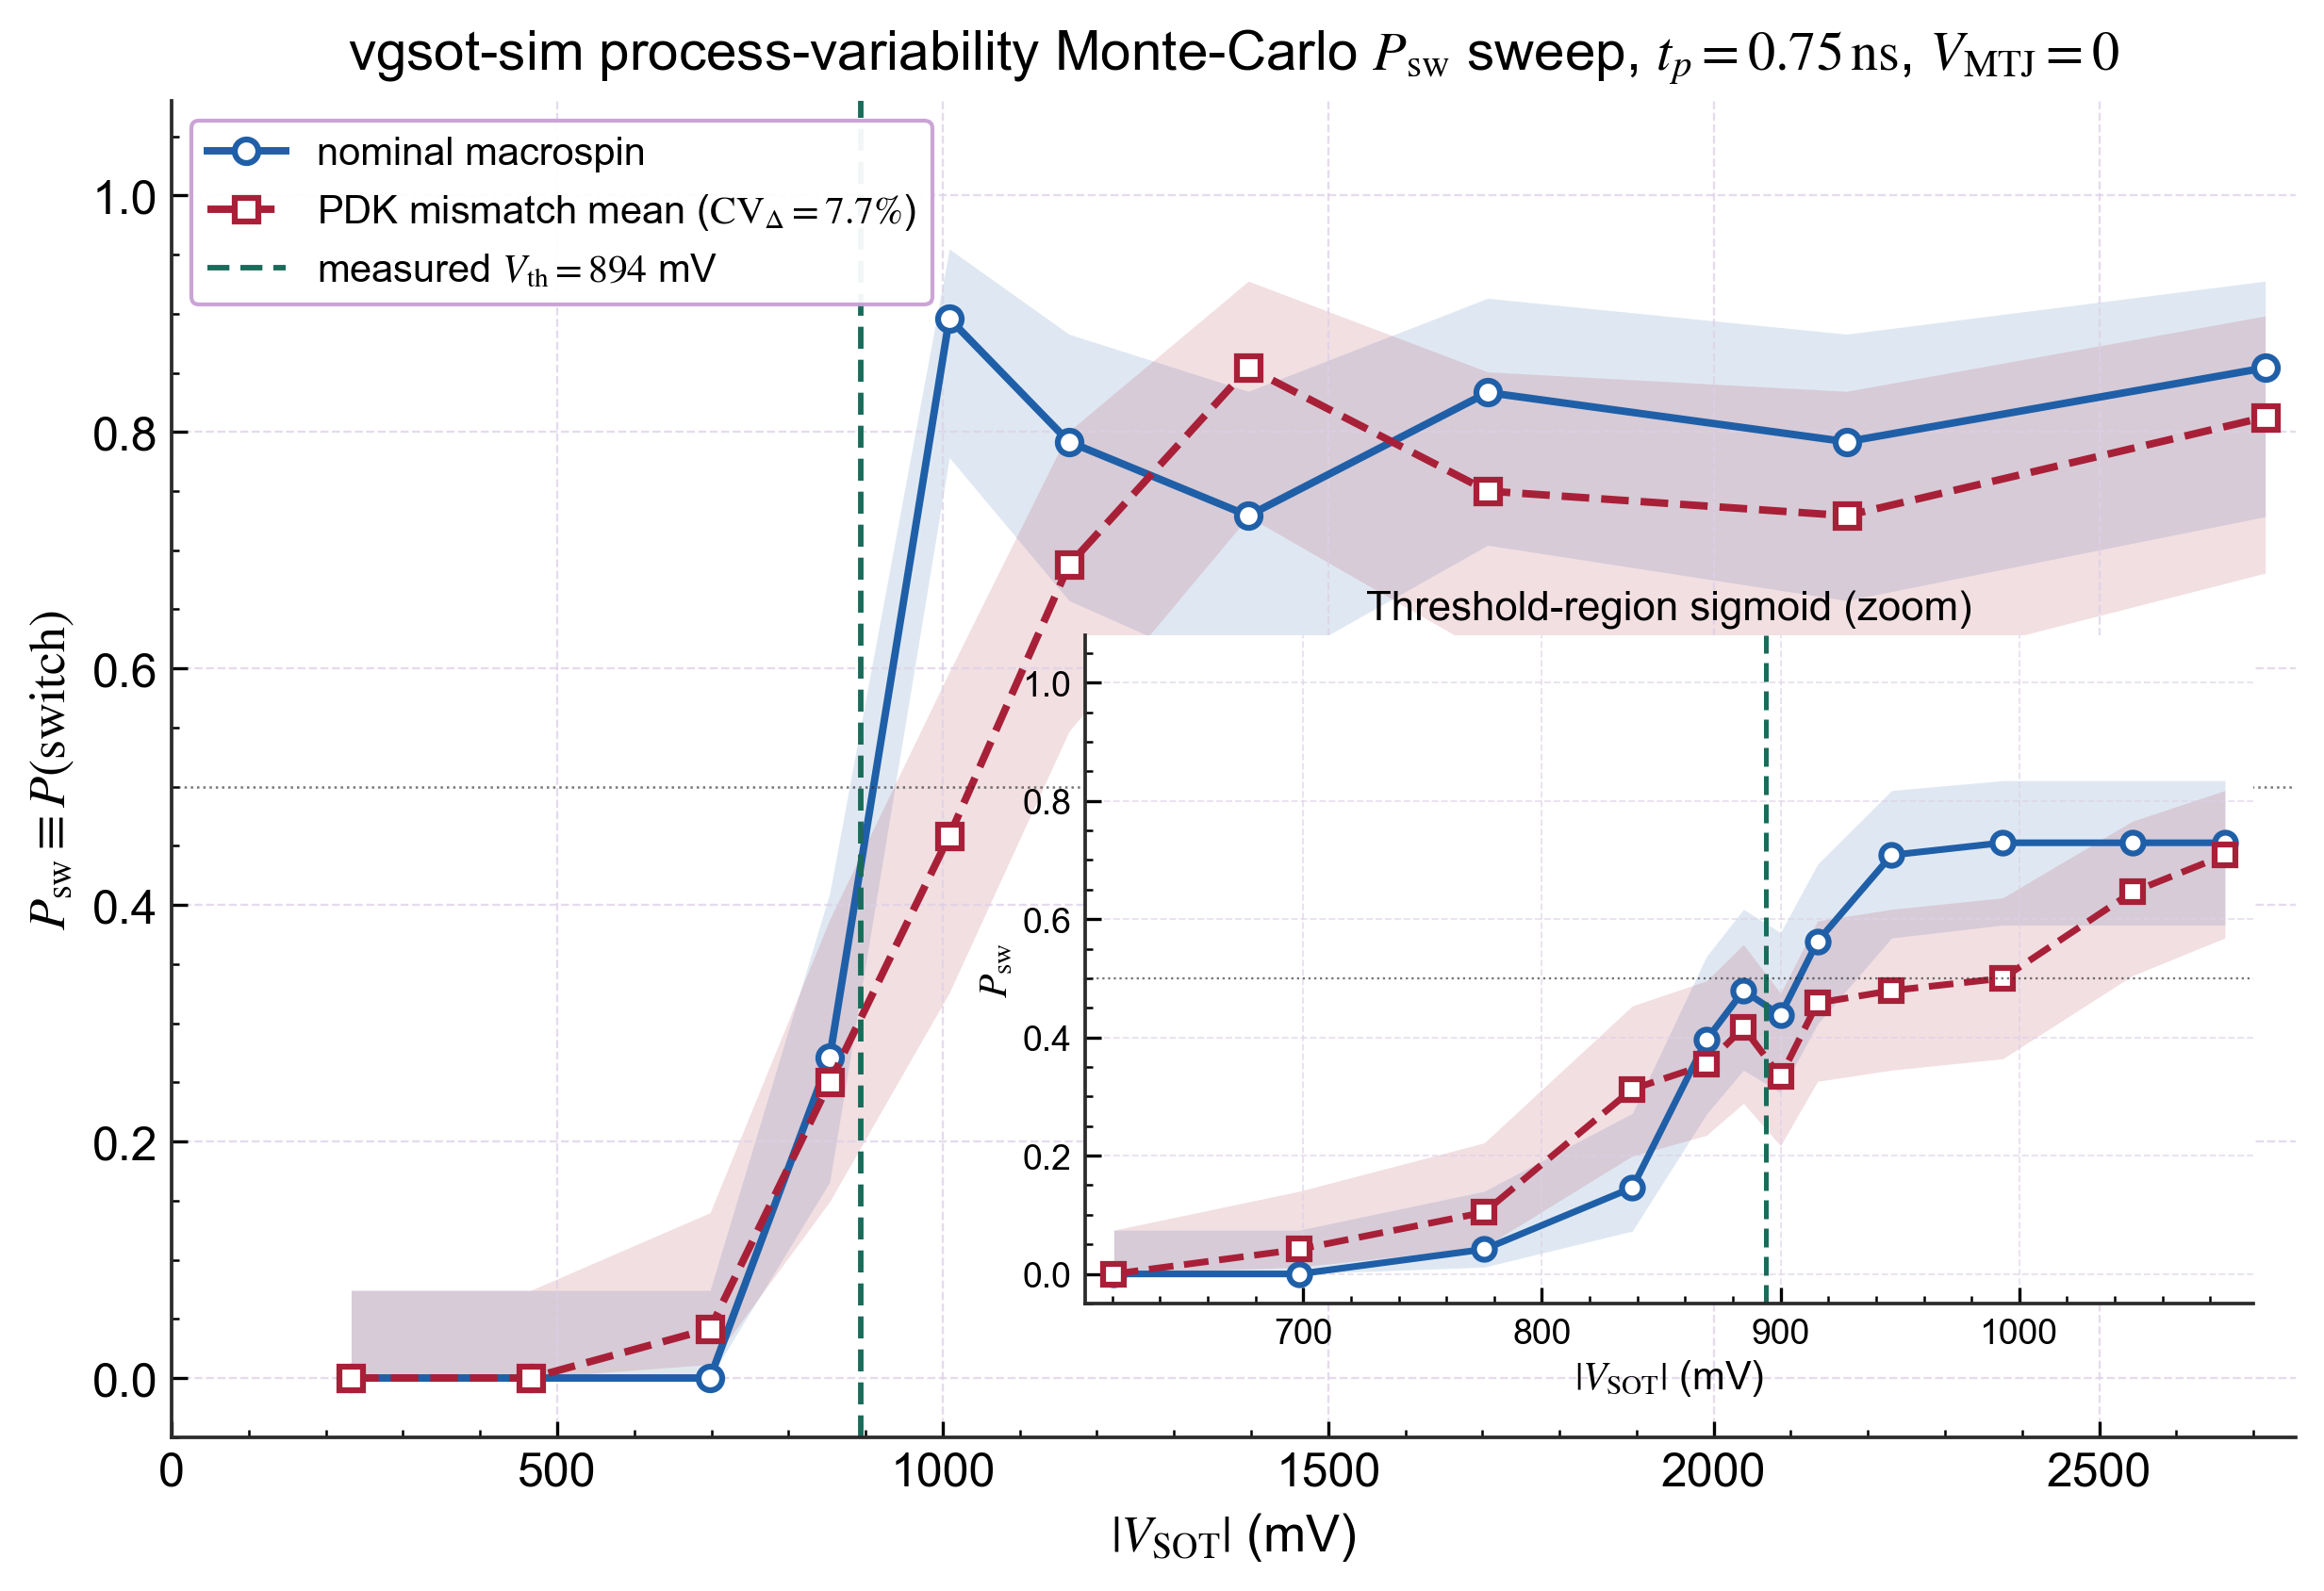 vgsot-sim process-variability Monte-Carlo P_sw sweep, t_p = 0.75 ns, V_MTJ = 0
nominal macrospin
PDK mismatch mean (CV_Δ = 7.7%)
measured V_th = 894 mV
P_sw ≡ P(switch)
1.0
0.8
0.6
0.4
0.2
0.0
0 500 1000 1500 2000 2500
|V_SOT| (mV)
Threshold-region sigmoid (zoom)
P_sw
1.0
0.8
0.6
0.4
0.2
0.0
700 800 900 1000
|V_SOT| (mV)